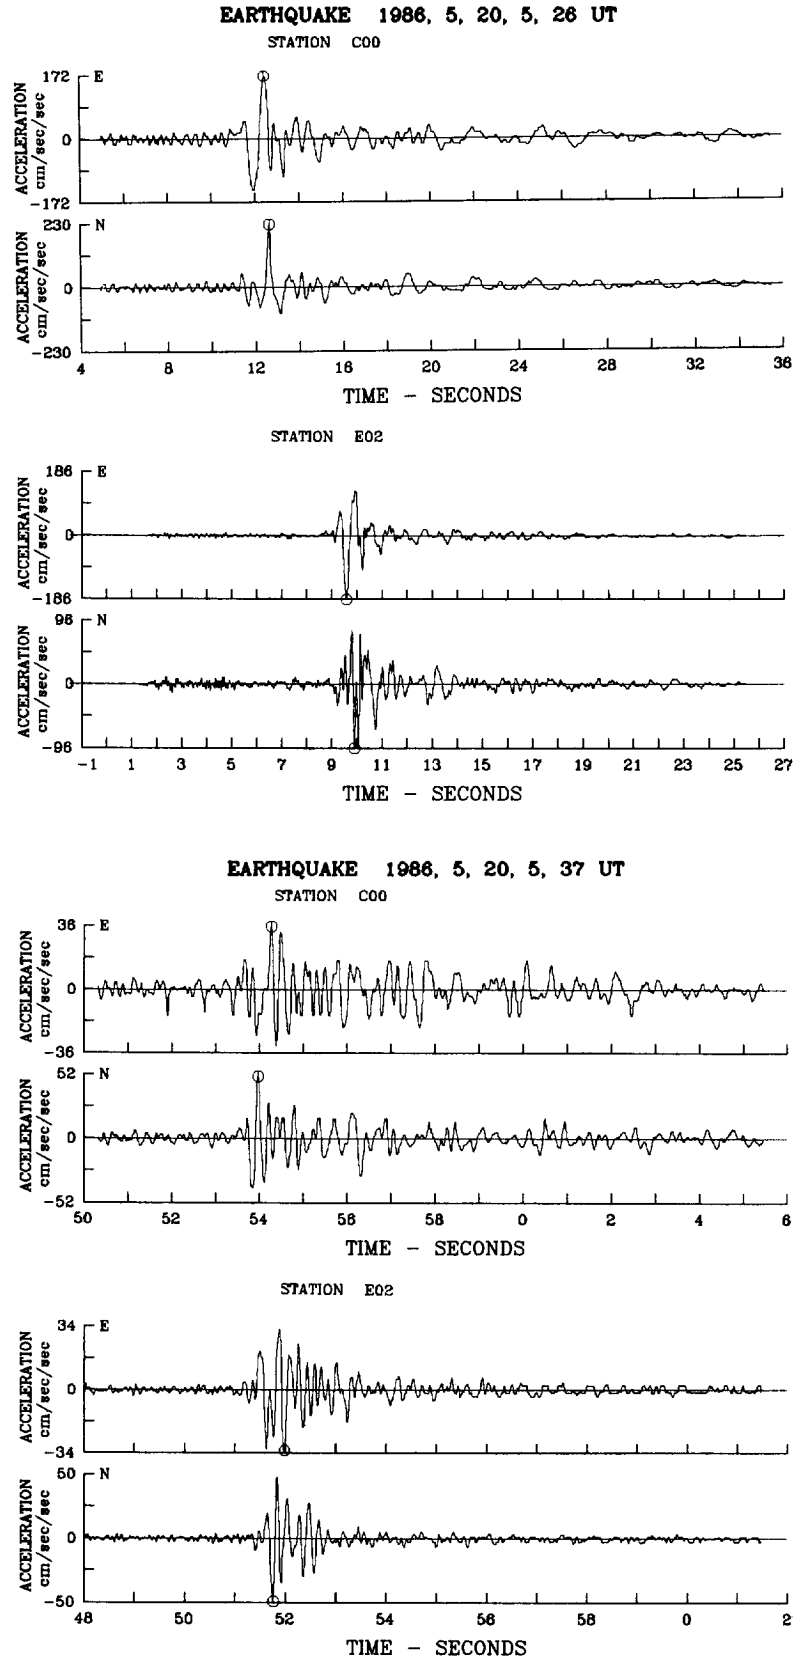 EARTHQUAKE 1986, 5, 20, 5, 26 UT
STATION C00
ACCELERATION
cm/sec/sec
172
0
-172
E
ACCELERATION
cm/sec/sec
230
0
-230
N
4 8 12 16 20 24 28 32 36
TIME - SECONDS
STATION E02
ACCELERATION
cm/sec/sec
186
0
-186
E
ACCELERATION
cm/sec/sec
96
0
-96
N
-1 1 3 5 7 9 11 13 15 17 19 21 23 25 27
TIME - SECONDS
EARTHQUAKE 1986, 5, 20, 5, 37 UT
STATION C00
ACCELERATION
cm/sec/sec
36
0
-36
E
ACCELERATION
cm/sec/sec
52
0
-52
N
50 52 54 56 58 0 2 4 6
TIME - SECONDS
STATION E02
ACCELERATION
cm/sec/sec
34
0
-34
E
ACCELERATION
cm/sec/sec
50
0
-50
N
48 50 52 54 56 58 0 2
TIME - SECONDS